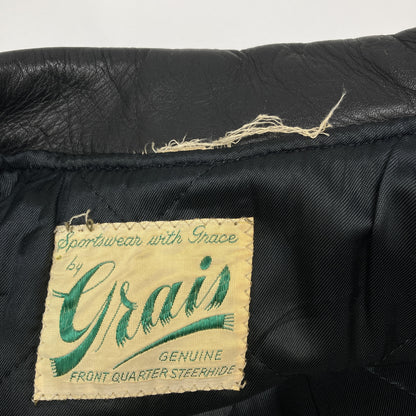 Sportswear with Grace
by
Grais
GENUINE
FRONT QUARTER STEERHIDE